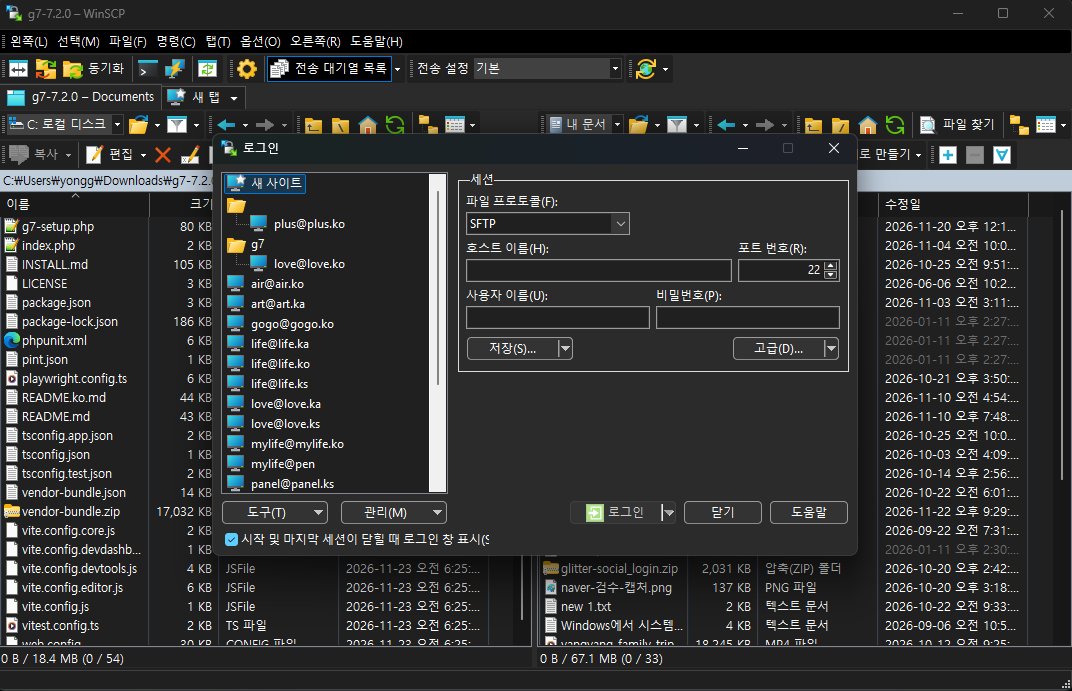 g7-7.2.0 – WinSCP
왼쪽(L) 선택(M) 파일(F) 명령(C) 탭(T) 옵션(O) 오른쪽(R) 도움말(H)
동기화 전송 대기열 목록 전송 설정 기본
g7-7.2.0 – Documents 새 탭
C: 로컬 디스크 내 문서 파일 찾기
복사 편집 로 만들기
C:₩Users₩yongg₩Downloads₩g7-7.2.0
이름 크기
g7-setup.php 80 KB
index.php 2 KB
INSTALL.md 105 KB
LICENSE 3 KB
package.json 3 KB
package-lock.json 186 KB
phpunit.xml 6 KB
pint.json 1 KB
playwright.config.ts 6 KB
README.ko.md 44 KB
README.md 43 KB
tsconfig.app.json 2 KB
tsconfig.json 1 KB
tsconfig.test.json 2 KB
vendor-bundle.json 14 KB
vendor-bundle.zip 17,032 KB
vite.config.core.js 2 KB
vite.config.devdashb... 1 KB
vite.config.devtools.js 4 KB JSFile 2026-11-23 오전 6:25:...
vite.config.editor.js 6 KB JSFile 2026-11-23 오전 6:25:...
vite.config.js 1 KB JSFile 2026-11-23 오전 6:25:...
vitest.config.ts 2 KB TS 파일 2026-11-23 오전 6:25:...
web.config 30 KB CONFIG 파일 2026-11-23 오전 6:25:...
0 B / 18.4 MB (0 / 54)
로그인
새 사이트
plus@plus.ko
g7
love@love.ko
air@air.ko
art@art.ka
gogo@gogo.ko
life@life.ka
life@life.ko
life@life.ks
love@love.ka
love@love.ks
mylife@mylife.ko
mylife@pen
panel@panel.ks
세션
파일 프로토콜(F):
SFTP
호스트 이름(H): 포트 번호(R):
22
사용자 이름(U): 비밀번호(P):
저장(S)... 고급(D)...
도구(T) 관리(M) 로그인 닫기 도움말
시작 및 마지막 세션이 닫힐 때 로그인 창 표시(S
수정일
2026-11-20 오후 12:1...
2026-11-04 오전 10:0...
2026-10-25 오전 9:51:...
2026-06-06 오전 10:2...
2026-11-03 오전 3:11:...
2026-01-11 오후 2:27:...
2026-01-11 오후 2:27:...
2026-01-11 오후 2:27:...
2026-10-21 오후 3:50:...
2026-11-10 오전 4:54:...
2026-11-10 오전 7:48:...
2026-10-25 오전 10:0...
2026-10-03 오전 4:09:...
2026-10-14 오후 2:56:...
2026-10-22 오전 6:01:...
2026-11-22 오후 9:29:...
2026-09-22 오후 7:31:...
2026-01-11 오후 2:30:...
glitter-social_login.zip 2,031 KB 압축(ZIP) 폴더 2026-10-20 오후 2:42:...
naver-검수-캡처.png 137 KB PNG 파일 2026-10-20 오후 3:18:...
new 1.txt 2 KB 텍스트 문서 2026-10-22 오전 9:33:...
Windows에서 시스템... 4 KB 텍스트 문서 2026-09-06 오전 10:5...
yangyang-family-trip... 18,245 KB MP4 파일 2026-09-12 오전 9:25:...
0 B / 67.1 MB (0 / 33)